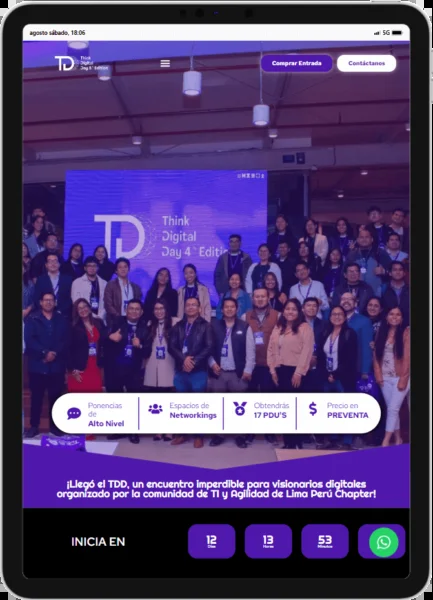 agosto sábado, 18:06
5G
TD Think
Digital
Day 4° Edition
Comprar Entrada
Contáctanos
TD Think
Digital
Day 4° Editio
Ponencias
de
Alto Nivel
Espacios de
Networkings
Obtendrás
17 PDU'S
Precio en
PREVENTA
¡Llegó el TDD, un encuentro imperdible para visionarios digitales
organizado por la comunidad de TI y Agilidad de Lima Perú Chapter!
INICIA EN
12
Días
13
Horas
53
Minutos